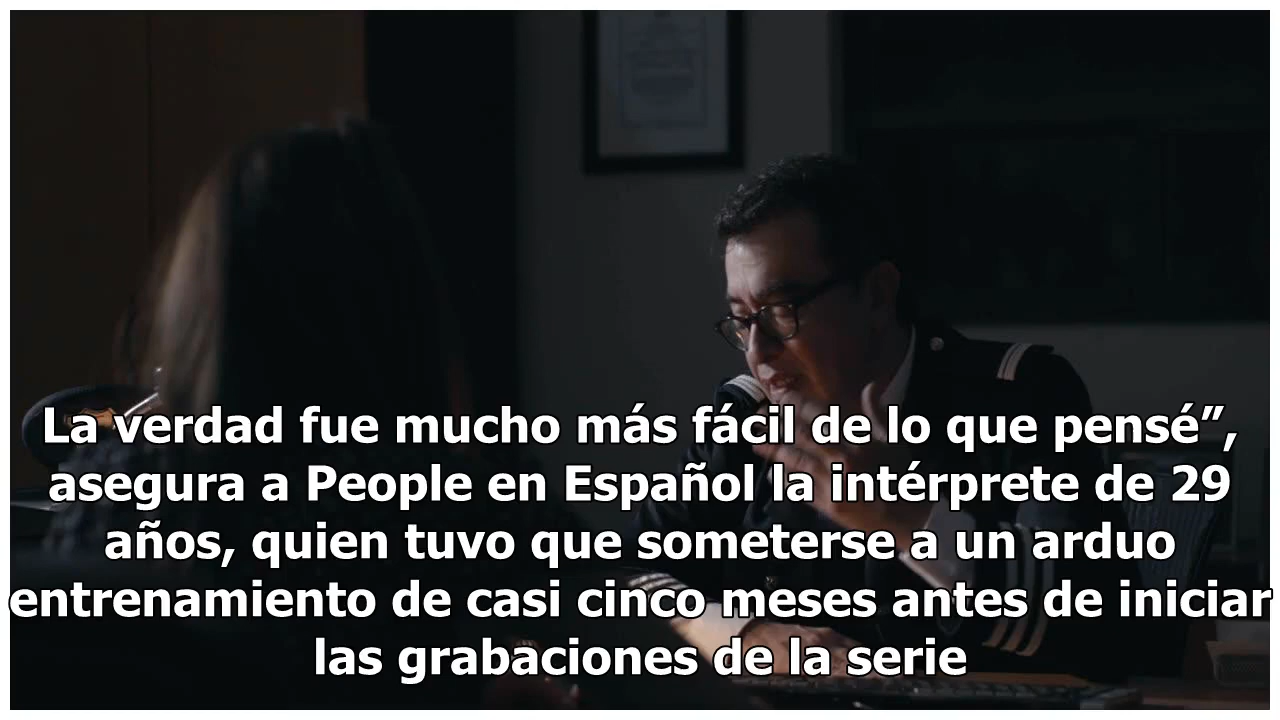 La verdad fue mucho más fácil de lo que pensé”,
asegura a People en Español la intérprete de 29
años, quien tuvo que someterse a un arduo
entrenamiento de casi cinco meses antes de iniciar
las grabaciones de la serie